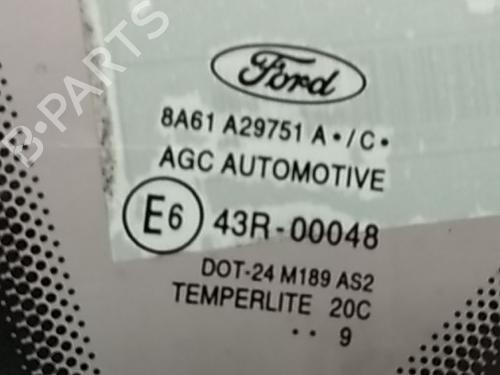 B-PARTS
Ford
8A61 A29751 A•/C•
AGC AUTOMOTIVE
E6 43R-00048
DOT-24 M189 AS2
TEMPERLITE 20C
•• 9